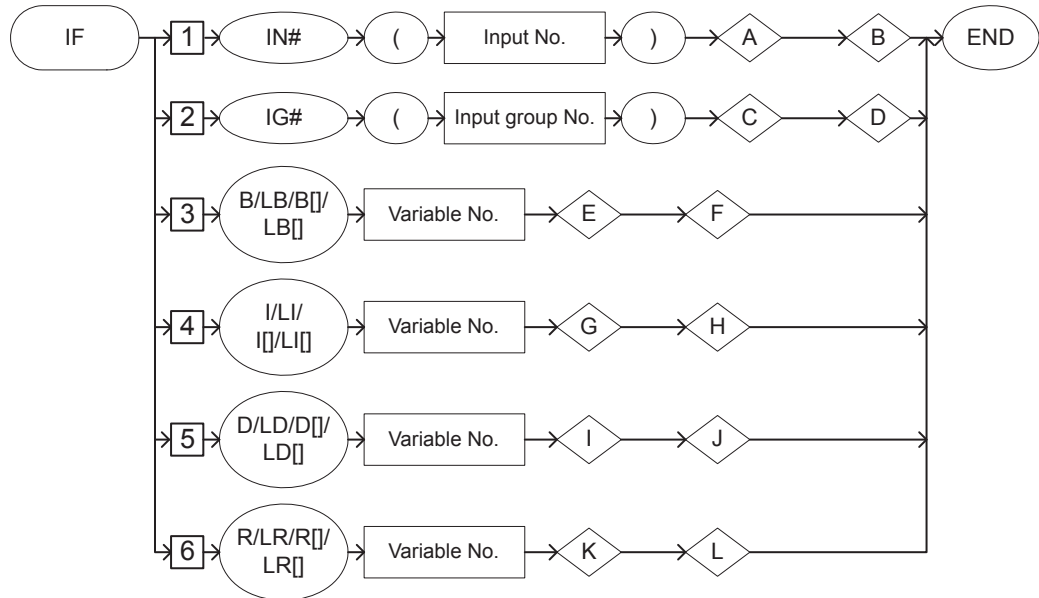 IF
1 IN# ( Input No. ) A B END
2 IG# ( Input group No. ) C D
3 B/LB/B[]/
LB[] Variable No. E F
4 I/LI/
I[]/LI[] Variable No. G H
5 D/LD/D[]/
LD[] Variable No. I J
6 R/LR/R[]/
LR[] Variable No. K L